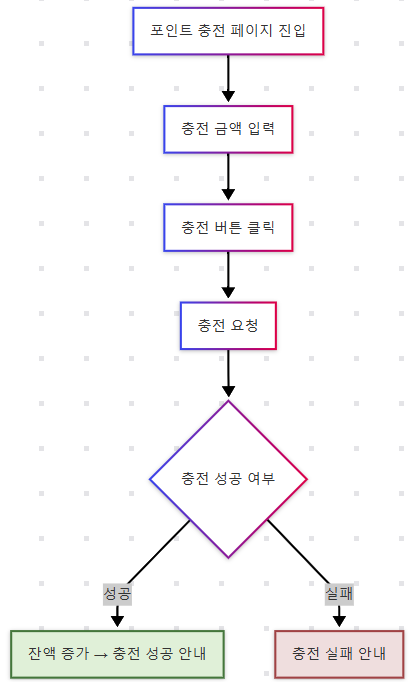 포인트 충전 페이지 진입
충전 금액 입력
충전 버튼 클릭
충전 요청
충전 성공 여부
성공
실패
잔액 증가 → 충전 성공 안내
충전 실패 안내